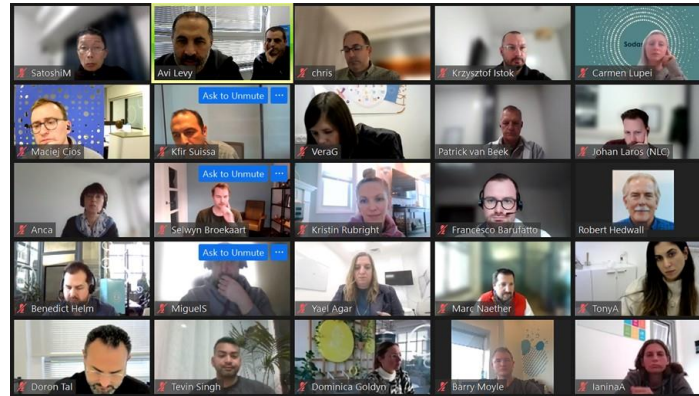 SatoshiM
Avi Levy
chris
Krzysztof Istok
Carmen Lupei
Maciej Cios
Ask to Unmute ...
Kfir Suissa
VeraG
Patrick van Beek
Johan Laros (NLC)
Anca
Ask to Unmute ...
Selwyn Broekaart
Kristin Rubright
Francesco Barufatto
Robert Hedwall
Benedict Helm
Ask to Unmute ...
MiguelS
Yael Agar
Marc Naether
TonyA
Doron Tal
Tevin Singh
Dominica Goldyn
Barry Moyle
IaninaA